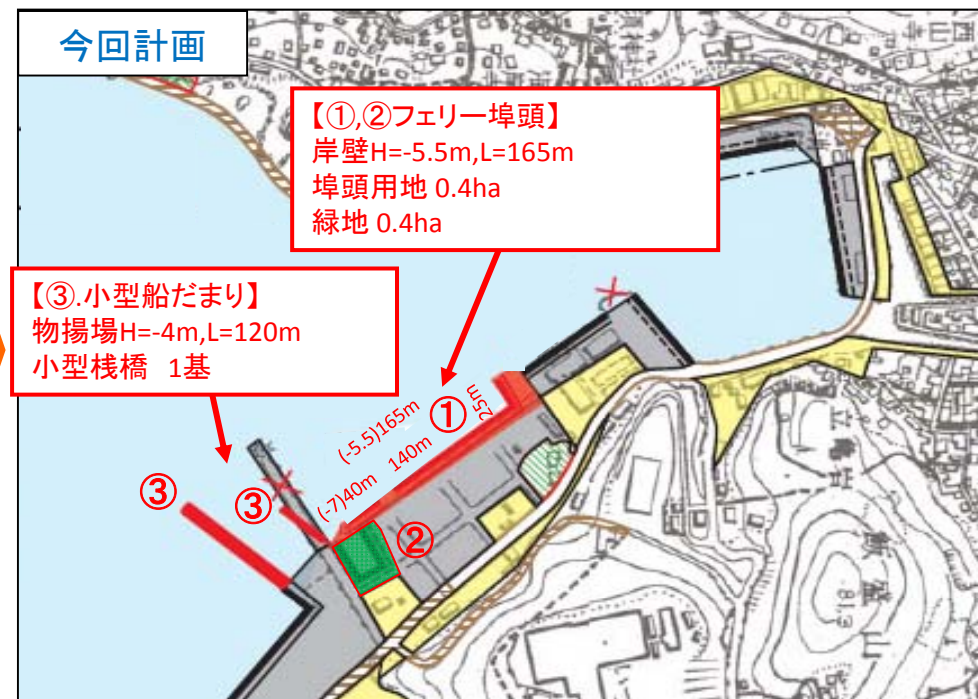 今回計画
【①,②フェリー埠頭】
岸壁H=-5.5m,L=165m
埠頭用地 0.4ha
緑地 0.4ha
【③.小型船だまり】
物揚場H=-4m,L=120m
小型桟橋 1基
(-5.5)165m
①
25m
(-7)40m 140m
③
③
②
81.3